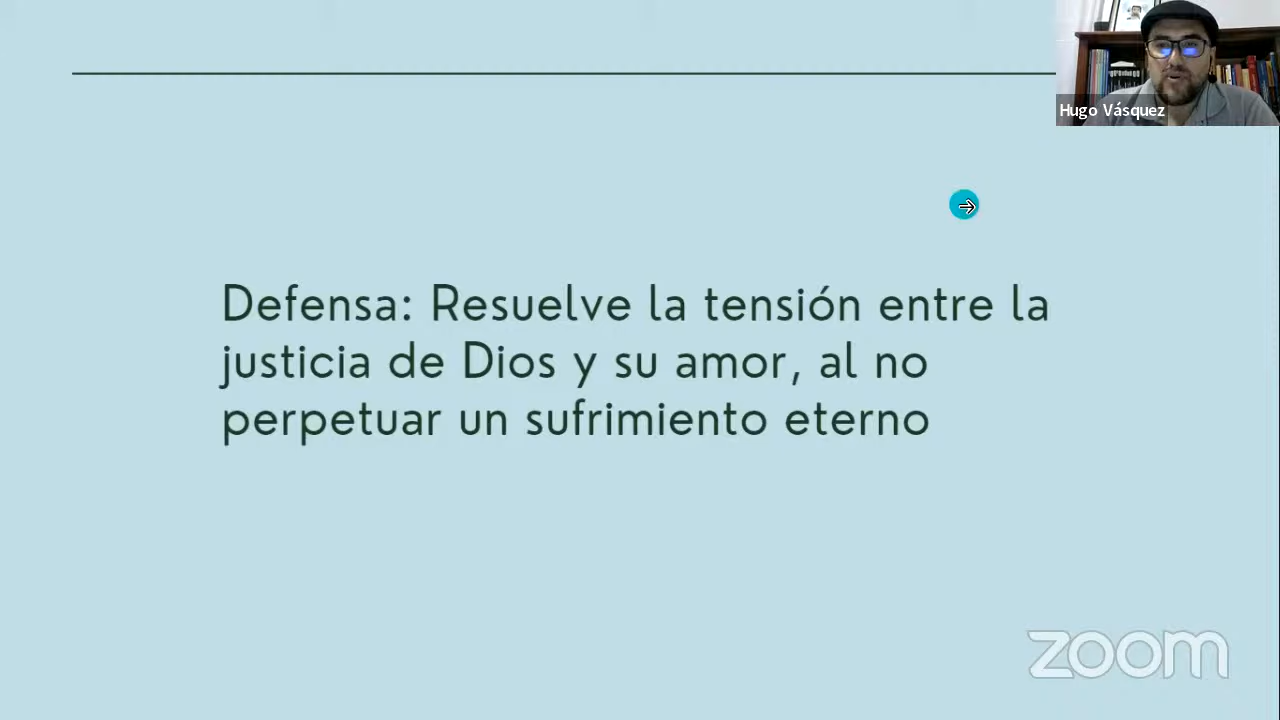 Hugo Vásquez
Defensa: Resuelve la tensión entre la
justicia de Dios y su amor, al no
perpetuar un sufrimiento eterno
zoom